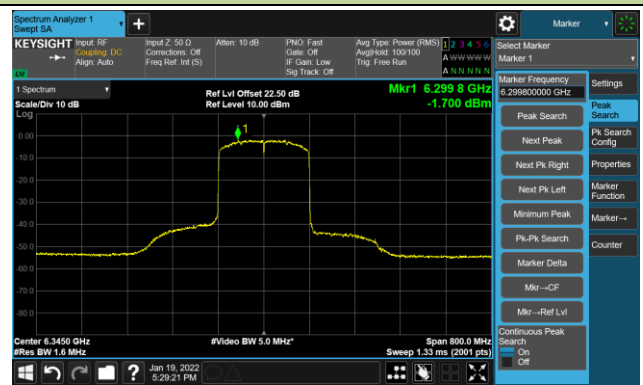 Spectrum Analyzer 1
Swept SA
Marker
KEYSIGHT
Input: RF
Coupling: DC
Align: Auto
Input Z: 50 Ω
Corrections: Off
Freq Ref: Int (S)
Atten: 10 dB
PNO: Fast
Gate: Off
IF Gain: Low
Sig Track: Off
Avg Type: Power (RMS)
Avg|Hold: 100/100
Trig: Free Run
1 2 3 4 5 6
A W W W W W
A N N N N N
Select Marker
Marker 1
1 Spectrum
Scale/Div 10 dB
Log
Ref Lvl Offset 22.50 dB
Ref Level 10.00 dBm
Mkr1 6.299 8 GHz
-1.700 dBm
1
0.00
-10.0
-20.0
-30.0
-40.0
-50.0
-60.0
-70.0
-80.0
Center 6.3450 GHz
#Res BW 1.6 MHz
#Video BW 5.0 MHz*
Span 800.0 MHz
Sweep 1.33 ms (2001 pts)
Marker Frequency
6.299800000 GHz
Peak Search
Next Peak
Next Pk Right
Next Pk Left
Minimum Peak
Pk-Pk Search
Marker Delta
Mkr→CF
Mkr→Ref Lvl
Continuous Peak
Search
On
Off
Settings
Peak
Search
Pk Search
Config
Properties
Marker
Function
Marker→
Counter
Jan 19, 2022
5:29:21 PM